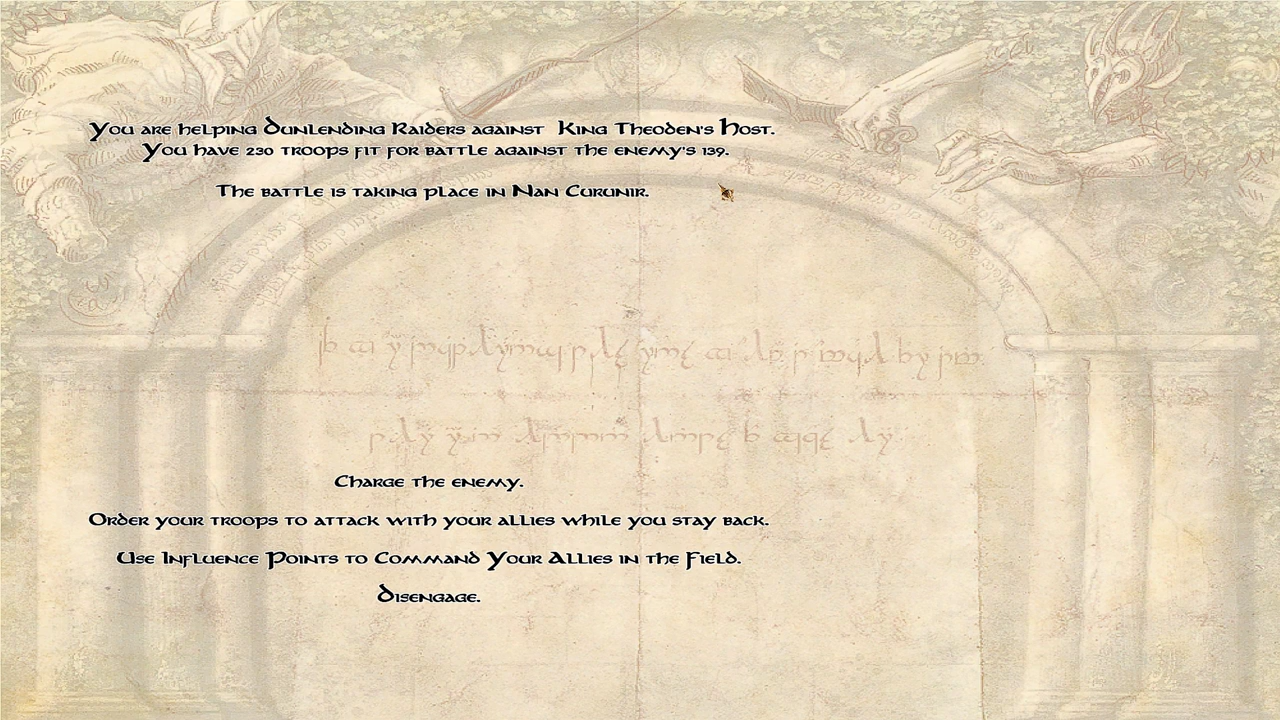 You are helping Dunlending Raiders against King Theoden's Host.
You have 230 troops fit for battle against the enemy's 139.
The battle is taking place in Nan Curunir.
Charge the enemy.
Order your troops to attack with your allies while you stay back.
Use Influence Points to Command Your Allies in the Field.
Disengage.